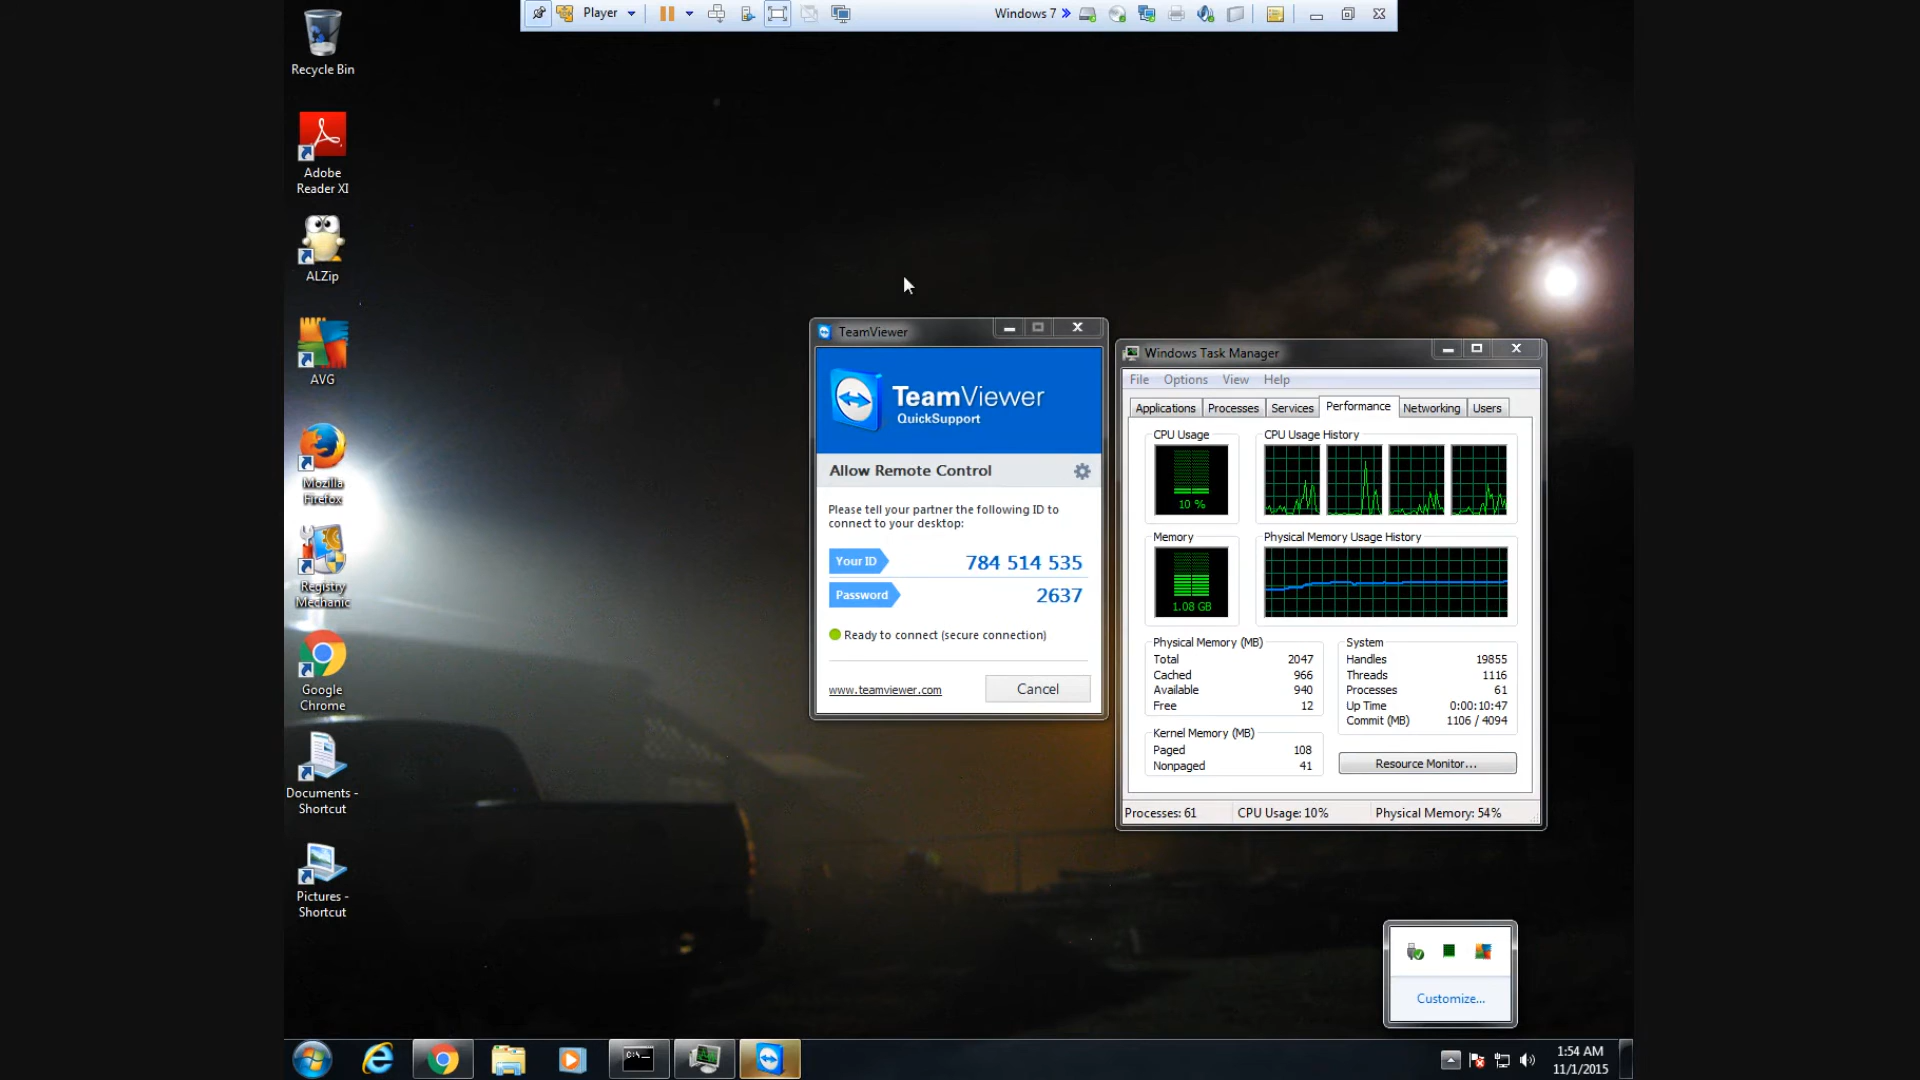 Player
Windows 7
Recycle Bin
Adobe
Reader XI
ALZip
AVG
Mozilla
Firefox
Registry
Mechanic
Google
Chrome
Documents -
Shortcut
Pictures -
Shortcut
TeamViewer
TeamViewer
QuickSupport
Allow Remote Control
Please tell your partner the following ID to
connect to your desktop:
Your ID 784 514 535
Password 2637
Ready to connect (secure connection)
www.teamviewer.com Cancel
Windows Task Manager
File Options View Help
Applications Processes Services Performance Networking Users
CPU Usage CPU Usage History
10 %
Memory Physical Memory Usage History
1.08 GB
Physical Memory (MB)
Total 2047
Cached 966
Available 940
Free 12
Kernel Memory (MB)
Paged 108
Nonpaged 41
System
Handles 19855
Threads 1116
Processes 61
Up Time 0:00:10:47
Commit (MB) 1106 / 4094
Resource Monitor...
Processes: 61 CPU Usage: 10% Physical Memory: 54%
Customize...
C:\
1:54 AM
11/1/2015